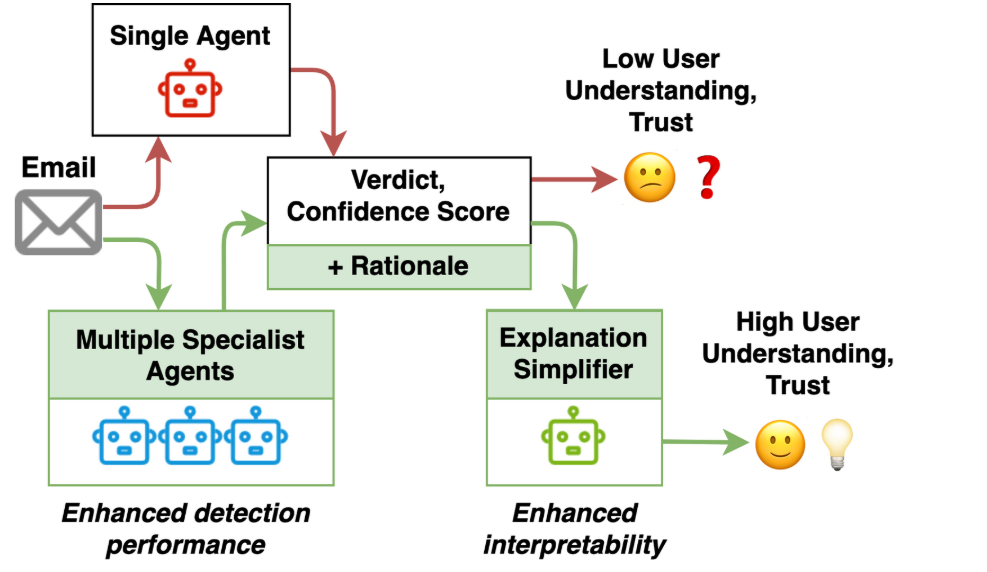 Single Agent
Email
Low User
Understanding,
Trust
Verdict,
Confidence Score
+ Rationale
Multiple Specialist
Agents
Enhanced detection
performance
Explanation
Simplifier
Enhanced
interpretability
High User
Understanding,
Trust